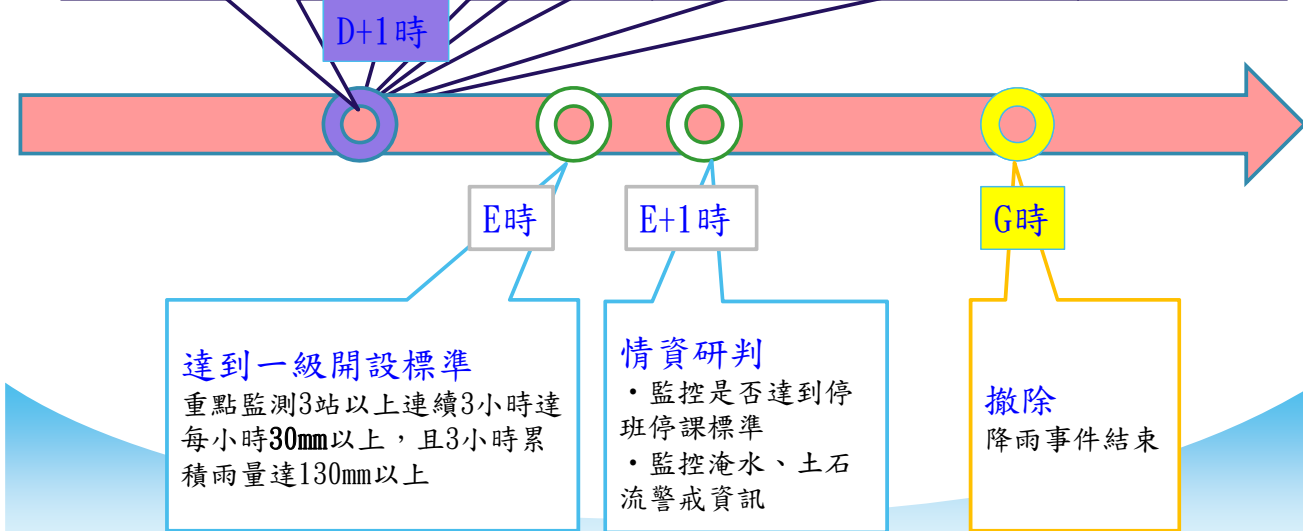 D+1時
E時
E+1時
G時
達到一級開設標準
重點監測3站以上連續3小時達
每小時30mm以上，且3小時累
積雨量達130mm以上
情資研判
・監控是否達到停
班停課標準
・監控淹水、土石
流警戒資訊
撤除
降雨事件結束